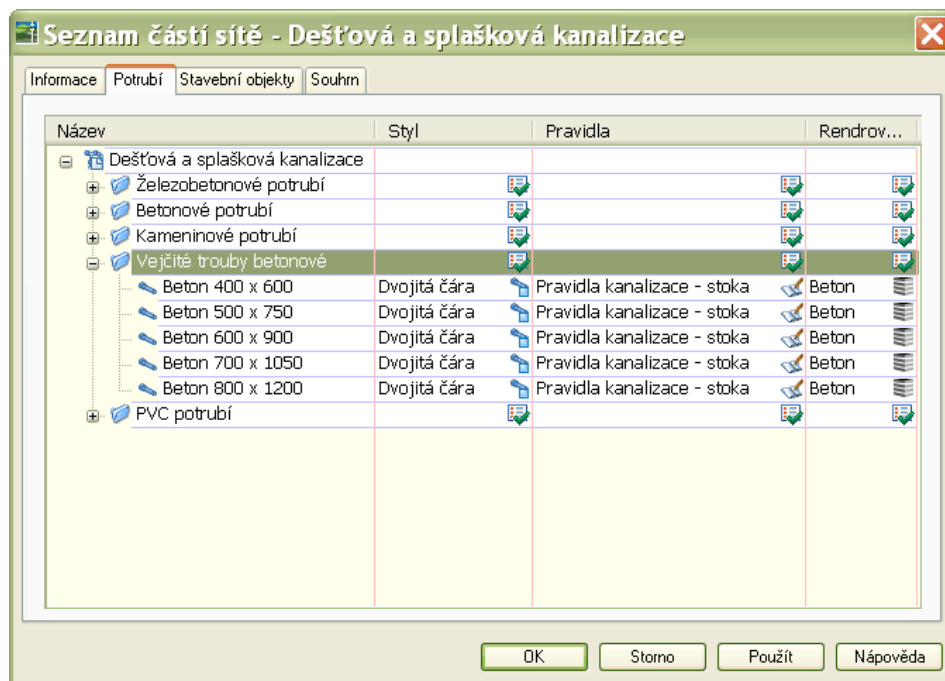 Seznam částí sítě - Dešťová a splašková kanalizace
Informace Potrubí Stavební objekty Souhrn
Název Styl Pravidla Rendrov...
Dešťová a splašková kanalizace
Železobetonové potrubí
Betonové potrubí
Kameninové potrubí
Vejčité trouby betonové
Beton 400 x 600 Dvojitá čára Pravidla kanalizace - stoka Beton
Beton 500 x 750 Dvojitá čára Pravidla kanalizace - stoka Beton
Beton 600 x 900 Dvojitá čára Pravidla kanalizace - stoka Beton
Beton 700 x 1050 Dvojitá čára Pravidla kanalizace - stoka Beton
Beton 800 x 1200 Dvojitá čára Pravidla kanalizace - stoka Beton
PVC potrubí
OK Storno Použít Nápověda